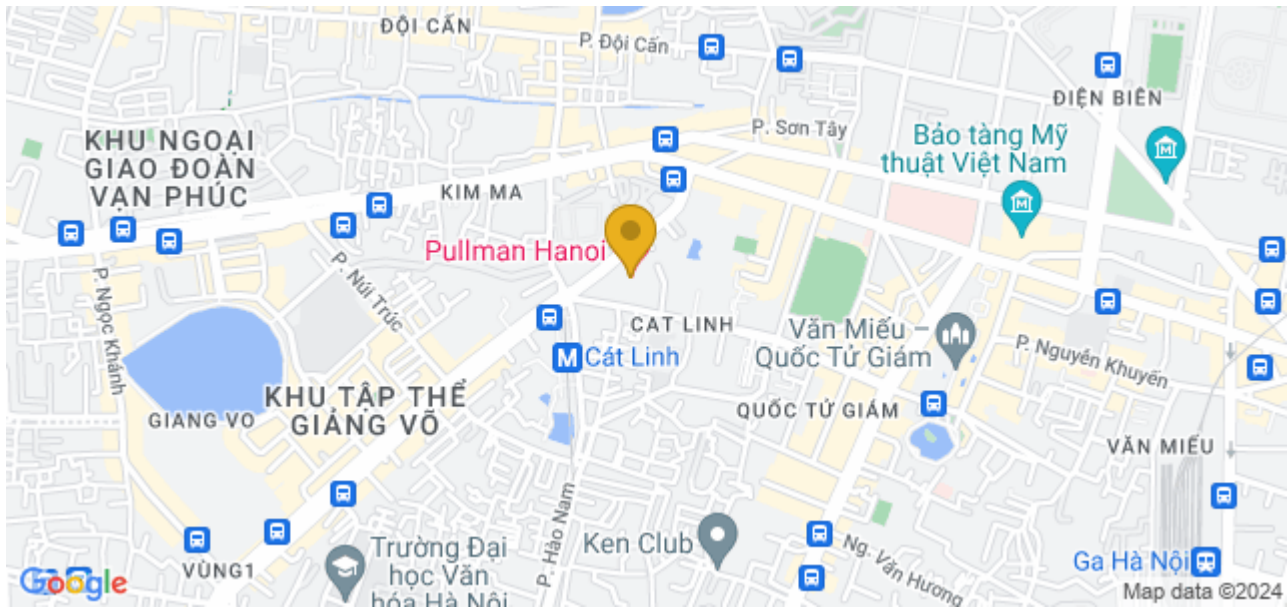 ĐỘI CẤN
P. Đội Cấn
ĐIỆN BIÊN
P. Sơn Tây
Bảo tàng Mỹ
thuật Việt Nam
KHU NGOẠI
GIAO ĐOÀN
VẠN PHÚC
KIM MA
Pullman Hanoi
P. Ngọc Khánh
P. Núi Trúc
CAT LINH
M
Cát Linh
Văn Miếu –
Quốc Tử Giám
P. Nguyễn Khuyến
KHU TẬP THỂ
GIẢNG VÕ
GIANG VO
QUỐC TỬ GIÁM
VĂN MIẾU
P. Hào Nam
Ken Club
Ng. Văn Hương
Trường Đại
học Văn
hóa Hà Nội
VÙNG1
Ga Hà Nội
Google
Map data ©2024